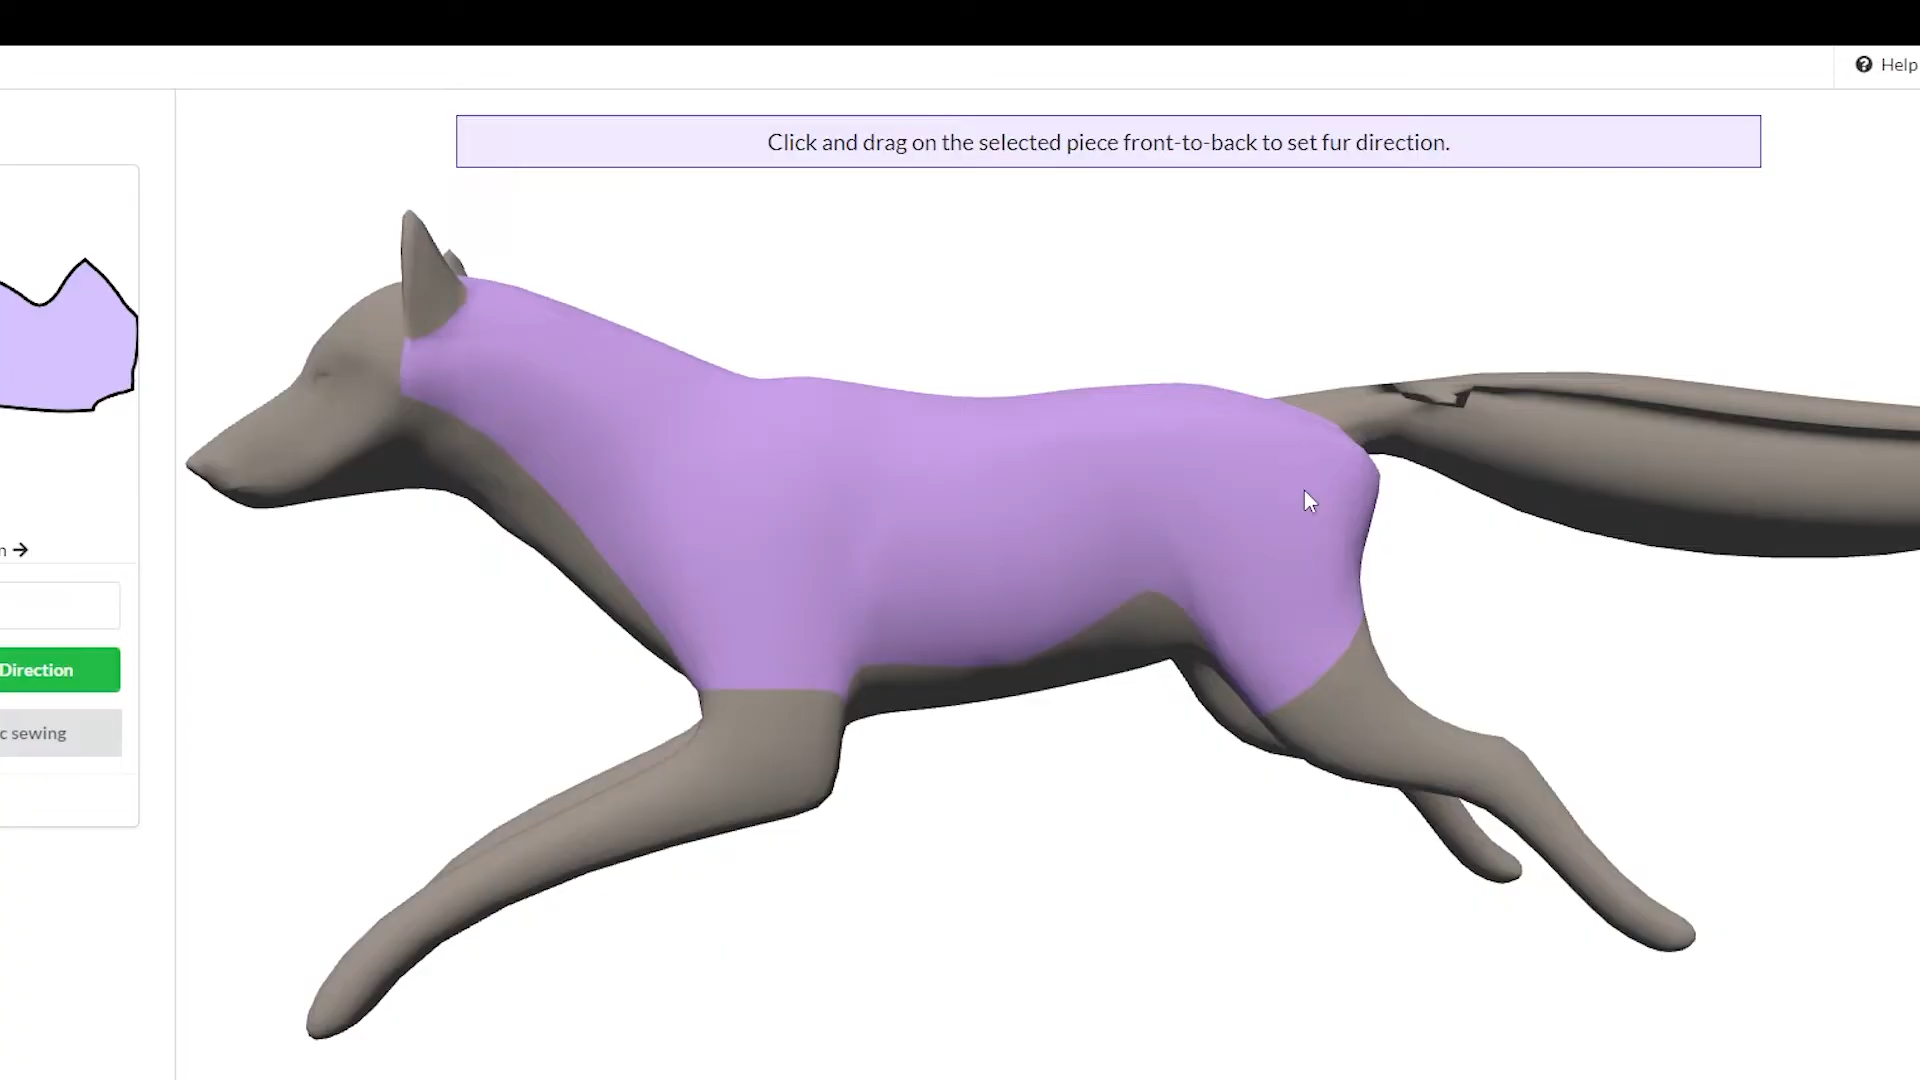 Help
Click and drag on the selected piece front-to-back to set fur direction.
n →
Direction
c sewing